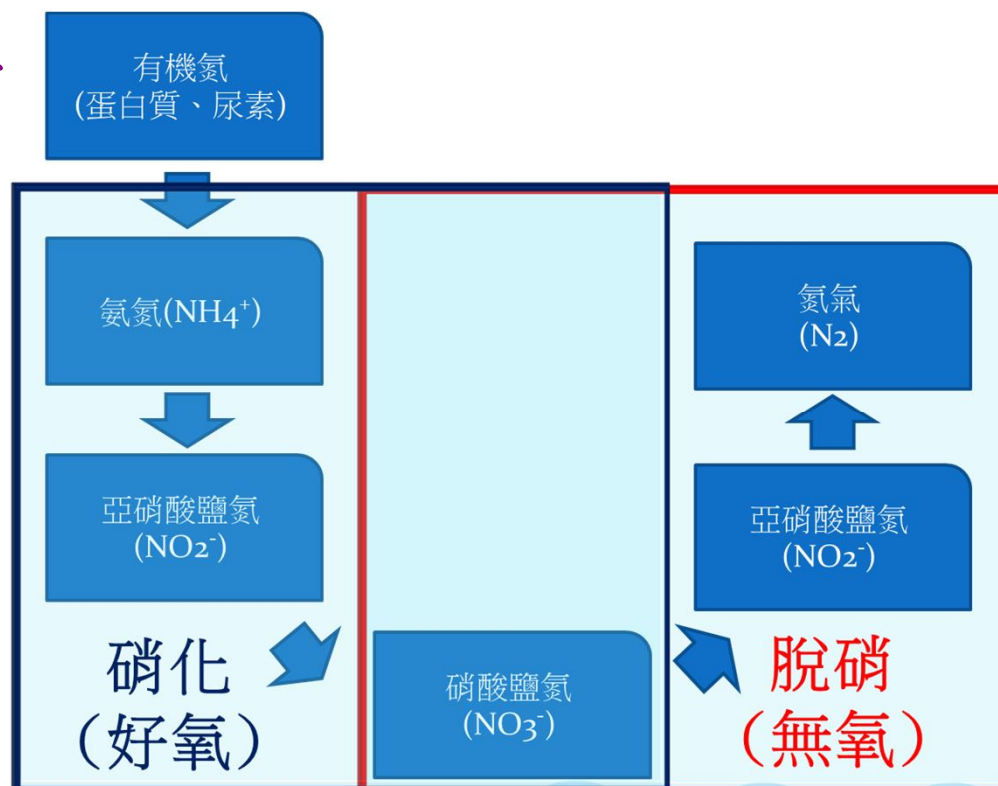 有機氮
(蛋白質、尿素)
氨氮(NH4⁺)
亞硝酸鹽氮
(NO2⁻)
硝化
（好氧）
硝酸鹽氮
(NO3⁻)
氮氣
(N2)
亞硝酸鹽氮
(NO2⁻)
脫硝
（無氧）